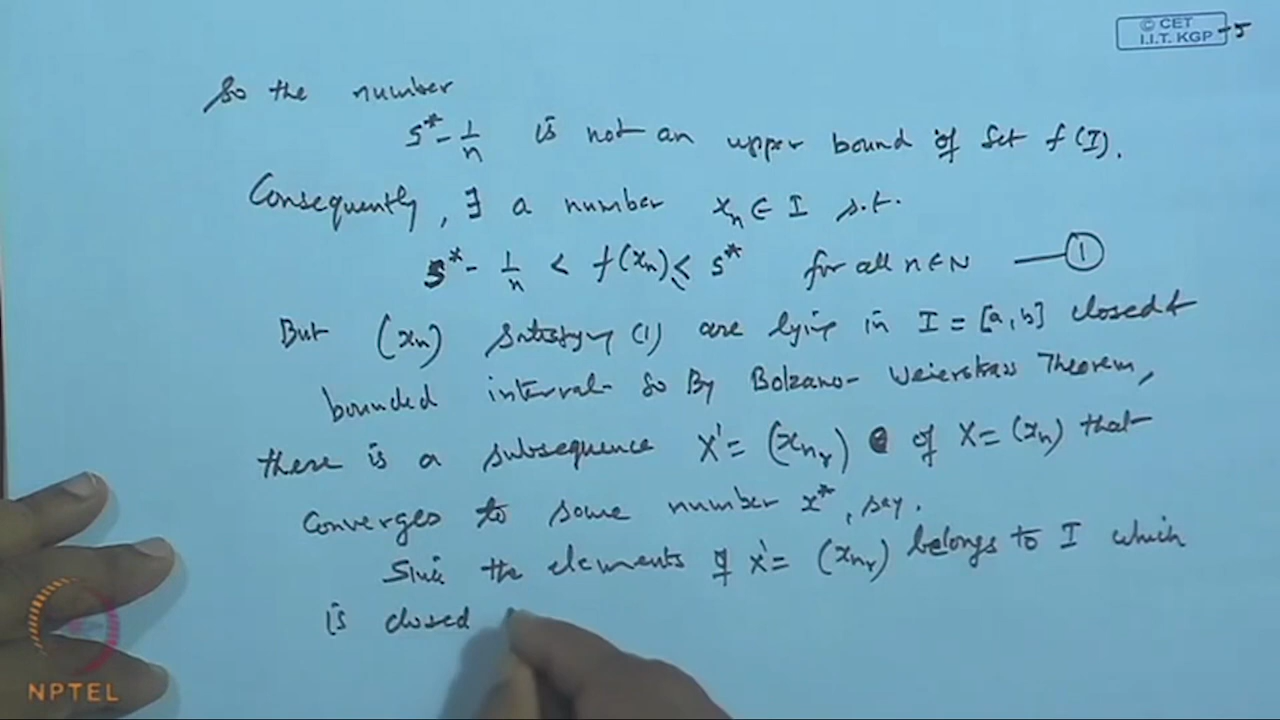 © CET
I.I.T. KGP
-5
So the number
s* - 1/n is not an upper bound of set f(I).
Consequently, ∃ a number xₙ ∈ I s.t.
s* - 1/n < f(xₙ) ≤ s* for all n ∈ N —— ①
But (xₙ) satisfying (1) are lying in I = [a, b] closed &
bounded interval. So By Bolzano-Weierstrass Theorem,
there is a subsequence X' = (xₙᵣ) of X = (xₙ) that
converges to some number x*, say.
Since the elements of X' = (xₙᵣ) belongs to I which
is closed
NPTEL